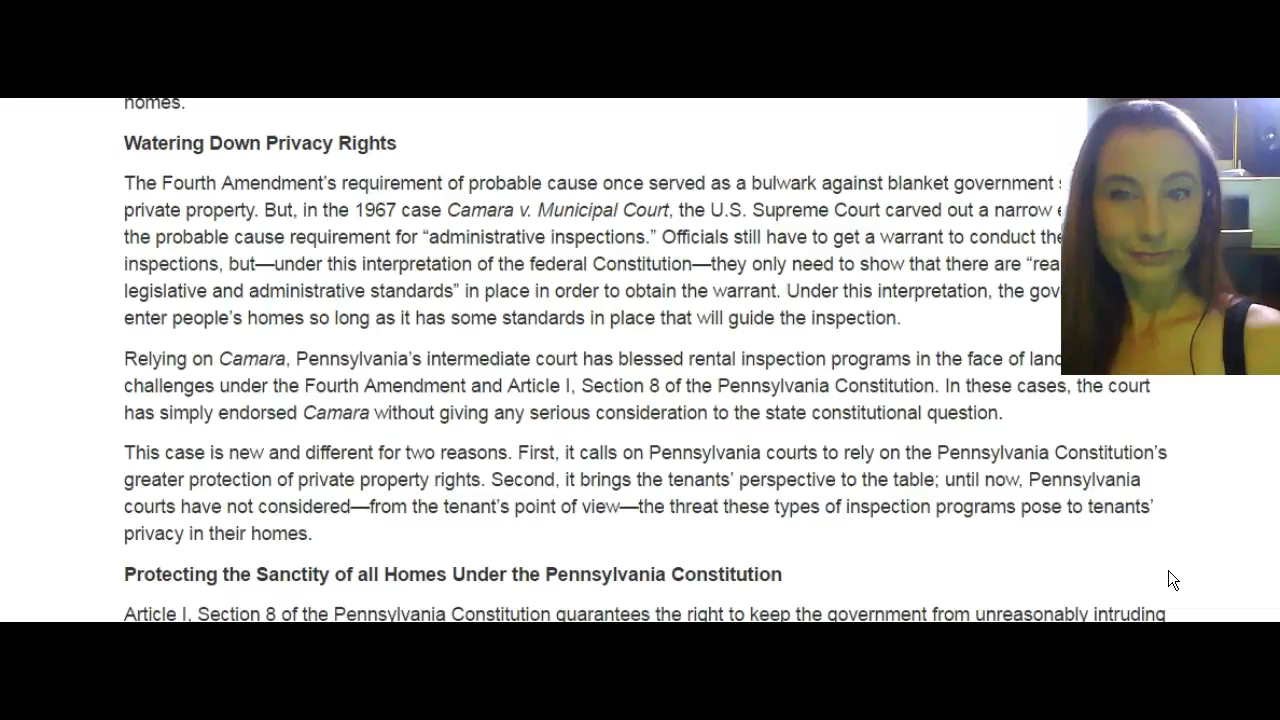 homes.
Watering Down Privacy Rights
The Fourth Amendment’s requirement of probable cause once served as a bulwark against blanket government
private property. But, in the 1967 case Camara v. Municipal Court, the U.S. Supreme Court carved out a narrow
the probable cause requirement for “administrative inspections.” Officials still have to get a warrant to conduct
inspections, but—under this interpretation of the federal Constitution—they only need to show that there are
legislative and administrative standards” in place in order to obtain the warrant. Under this interpretation, the
enter people’s homes so long as it has some standards in place that will guide the inspection.
Relying on Camara, Pennsylvania’s intermediate court has blessed rental inspection programs in the face of
challenges under the Fourth Amendment and Article I, Section 8 of the Pennsylvania Constitution. In these cases, the court
has simply endorsed Camara without giving any serious consideration to the state constitutional question.
This case is new and different for two reasons. First, it calls on Pennsylvania courts to rely on the Pennsylvania Constitution’s
greater protection of private property rights. Second, it brings the tenants’ perspective to the table; until now, Pennsylvania
courts have not considered—from the tenant’s point of view—the threat these types of inspection programs pose to tenants’
privacy in their homes.
Protecting the Sanctity of all Homes Under the Pennsylvania Constitution
Article I, Section 8 of the Pennsylvania Constitution guarantees the right to keep the government from unreasonably intruding